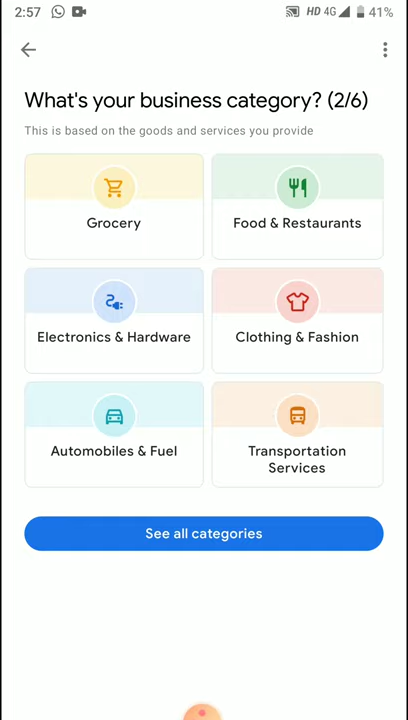 2:57
HD 4G 41%
What's your business category? (2/6)
This is based on the goods and services you provide
Grocery
Food & Restaurants
Electronics & Hardware
Clothing & Fashion
Automobiles & Fuel
Transportation
Services
See all categories